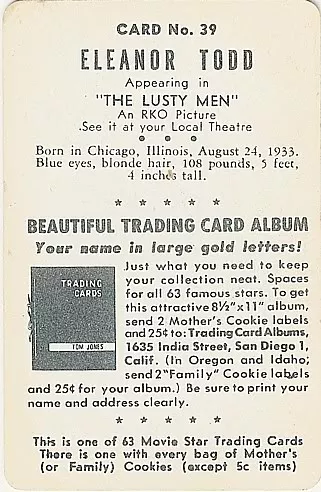 CARD No. 39
ELEANOR TODD
Appearing in
"THE LUSTY MEN"
An RKO Picture
.See it at your Local Theatre
Born in Chicago, Illinois, August 24, 1933.
Blue eyes, blonde hair, 108 pounds, 5 feet,
4 inches tall.
* * * * *
BEAUTIFUL TRADING CARD ALBUM
Your name in large gold letters!
TRADING
CARDS
TOM JONES
Just what you need to keep
your collection neat. Spaces
for all 63 famous stars. To get
this attractive 8½"x11" album,
send 2 Mother's Cookie labels
and 25¢ to: Trading Card Albums,
1635 India Street, San Diego 1,
Calif. (In Oregon and Idaho;
send 2 "Family" Cookie labels
and 25¢ for your album.) Be sure to print your
name and address clearly.
* * * * *
This is one of 63 Movie Star Trading Cards
There is one with every bag of Mother's
(or Family) Cookies (except 5c items)